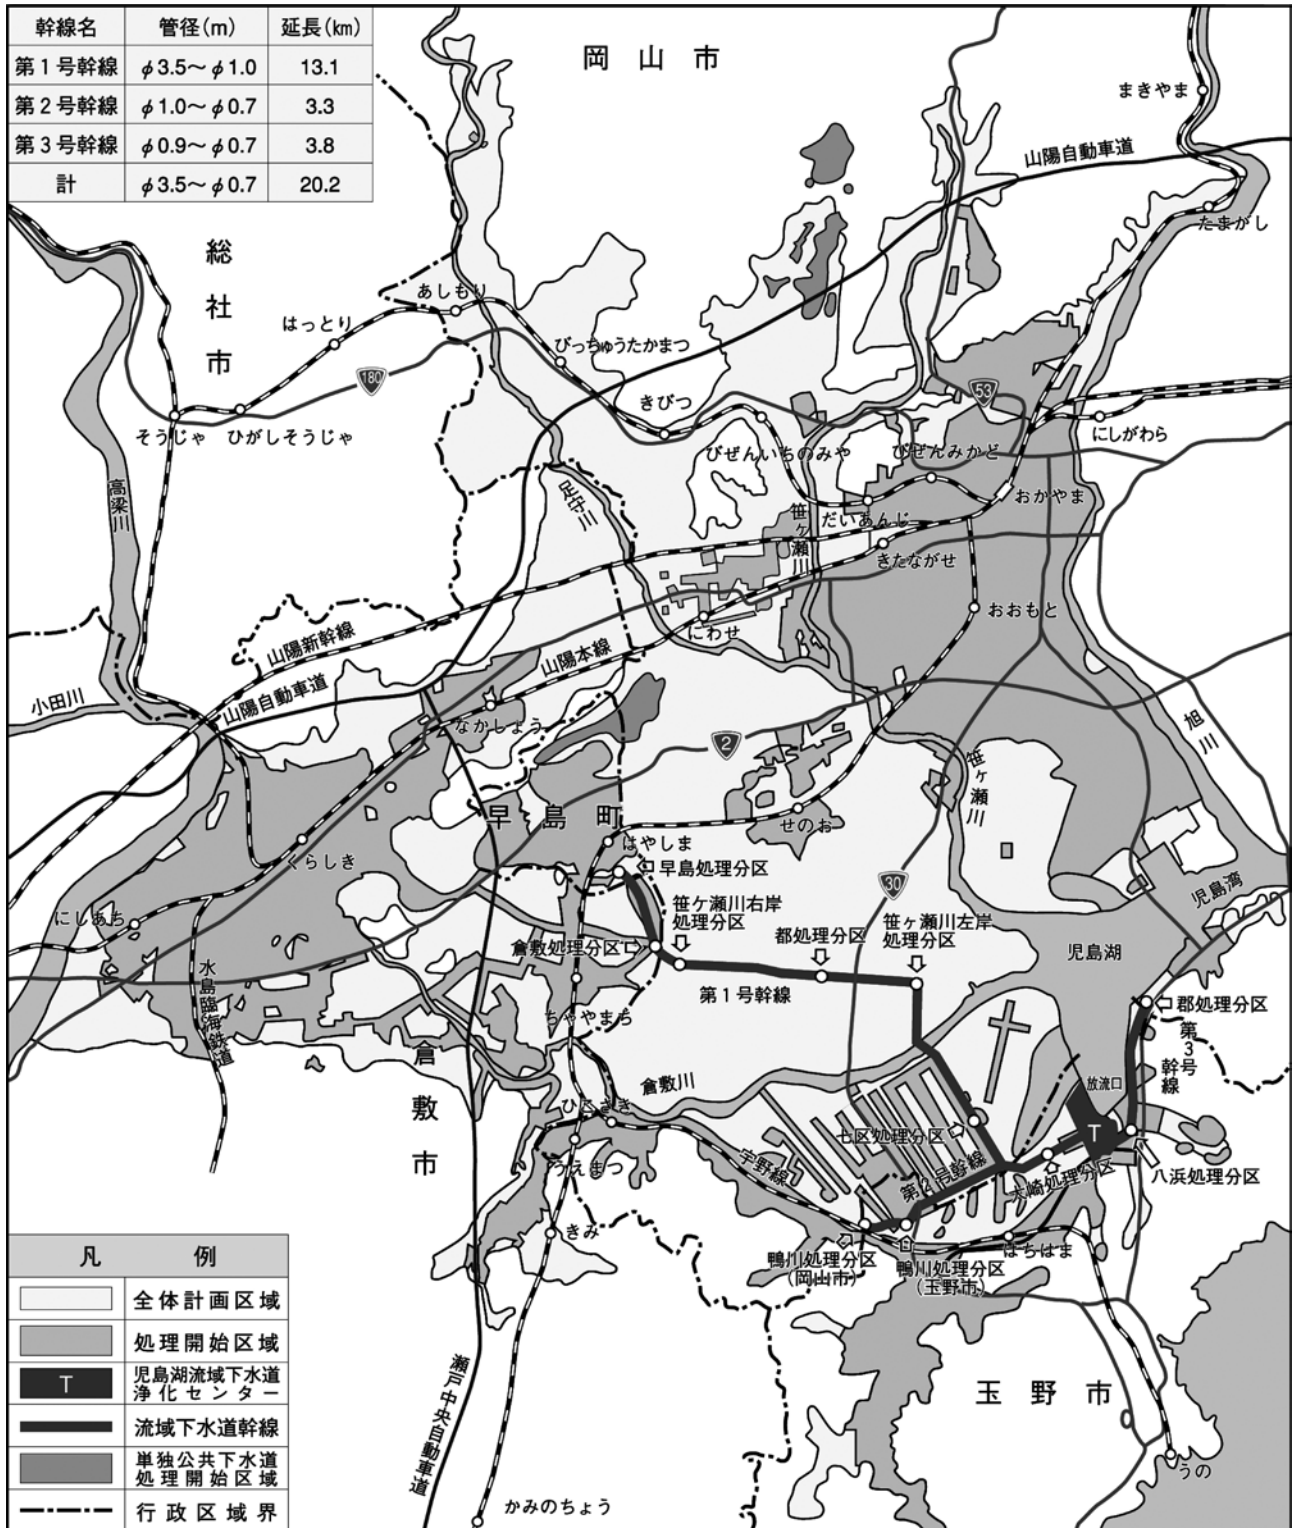 幹線名 管径(m) 延長(km)
第1号幹線 φ3.5～φ1.0 13.1
第2号幹線 φ1.0～φ0.7 3.3
第3号幹線 φ0.9～φ0.7 3.8
計 φ3.5～φ0.7 20.2
岡山市
まきやま
山陽自動車道
たまがし
総社市
あしもり
はっとり
びっちゅうたかまつ
180
53
きびつ
そうじゃ
ひがしそうじゃ
にしがわら
びぜんいちのみや
びぜんみかど
高梁川
足守川
おかやま
笹ヶ瀬川
だいあんじ
きたながせ
おおもと
にわせ
山陽新幹線
山陽本線
小田川
山陽自動車道
なかしょう
旭川
2
笹ヶ瀬川
早島町
せのお
はやしま
くらしき
早島処理分区
30
児島湾
にしあち
笹ケ瀬川右岸
処理分区
笹ヶ瀬川左岸
処理分区
都処理分区
倉敷処理分区
児島湖
水島臨海鉄道
第1号幹線
郡処理分区
ちゃやまち
第3号幹線
倉敷市
倉敷川
放流口
ひこさき
七区処理分区
T
うえまつ
宇野線
第2号幹線
大崎処理分区
八浜処理分区
きみ
はちはま
鴨川処理分区
(岡山市)
鴨川処理分区
(玉野市)
凡例
全体計画区域
処理開始区域
T
児島湖流域下水道
浄化センター
流域下水道幹線
単独公共下水道
処理開始区域
行政区域界
瀬戸中央自動車道
玉野市
うの
かみのちょう